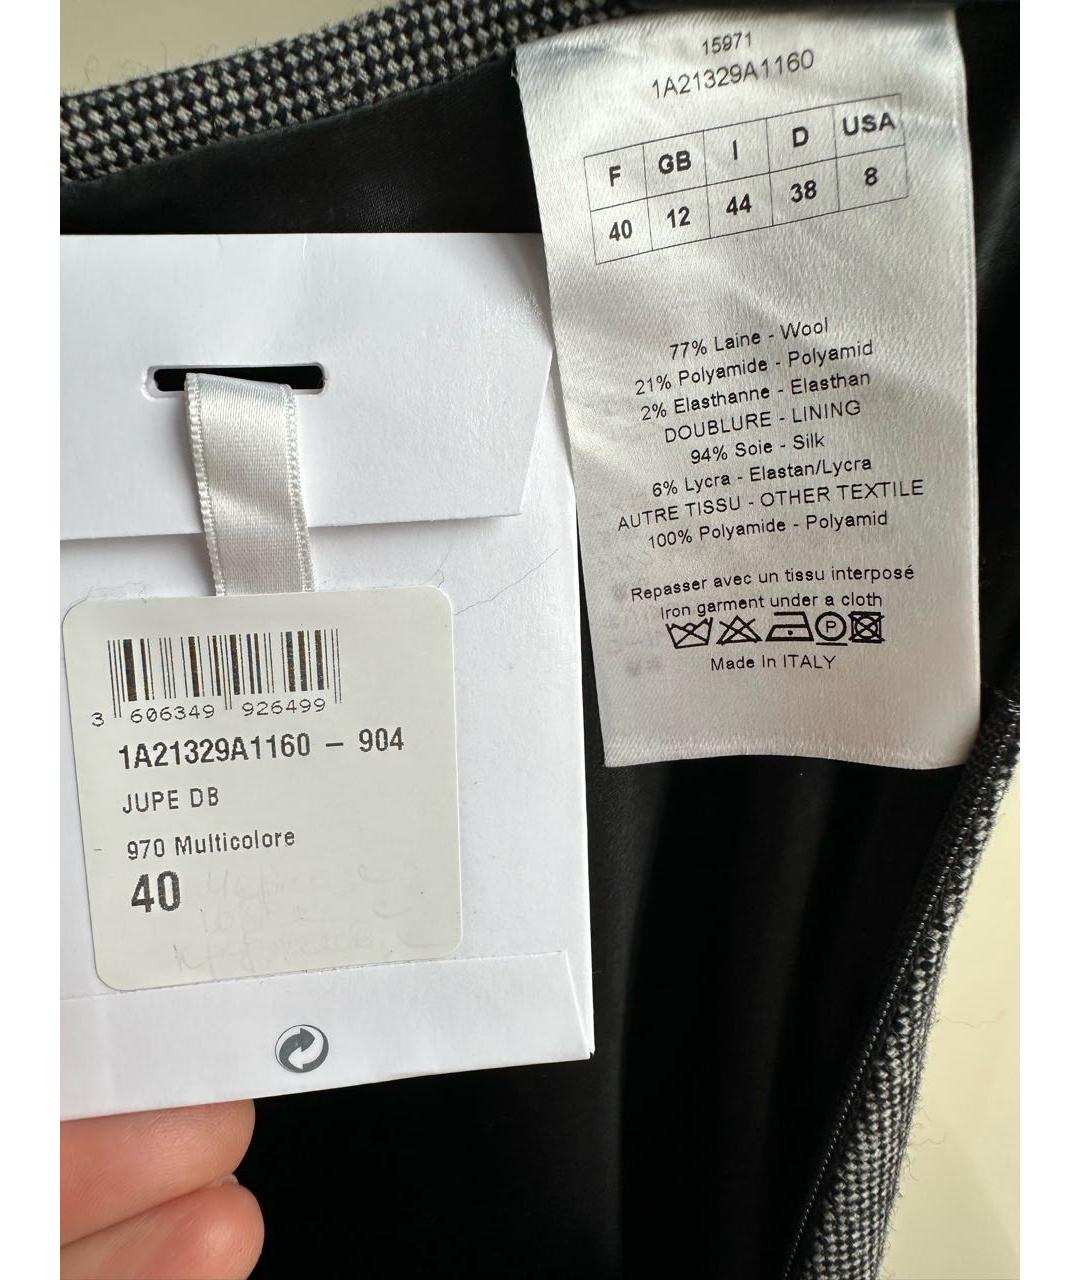 15971
1A21329A1160
F GB I D USA
40 12 44 38 8
77% Laine - Wool
21% Polyamide - Polyamid
2% Elasthanne - Elasthan
DOUBLURE - LINING
94% Soie - Silk
6% Lycra - Elastan/Lycra
AUTRE TISSU - OTHER TEXTILE
100% Polyamide - Polyamid
Repasser avec un tissu interposé
Iron garment under a cloth
P
Made In ITALY
3 606349 926499
1A21329A1160 – 904
JUPE DB
970 Multicolore
40